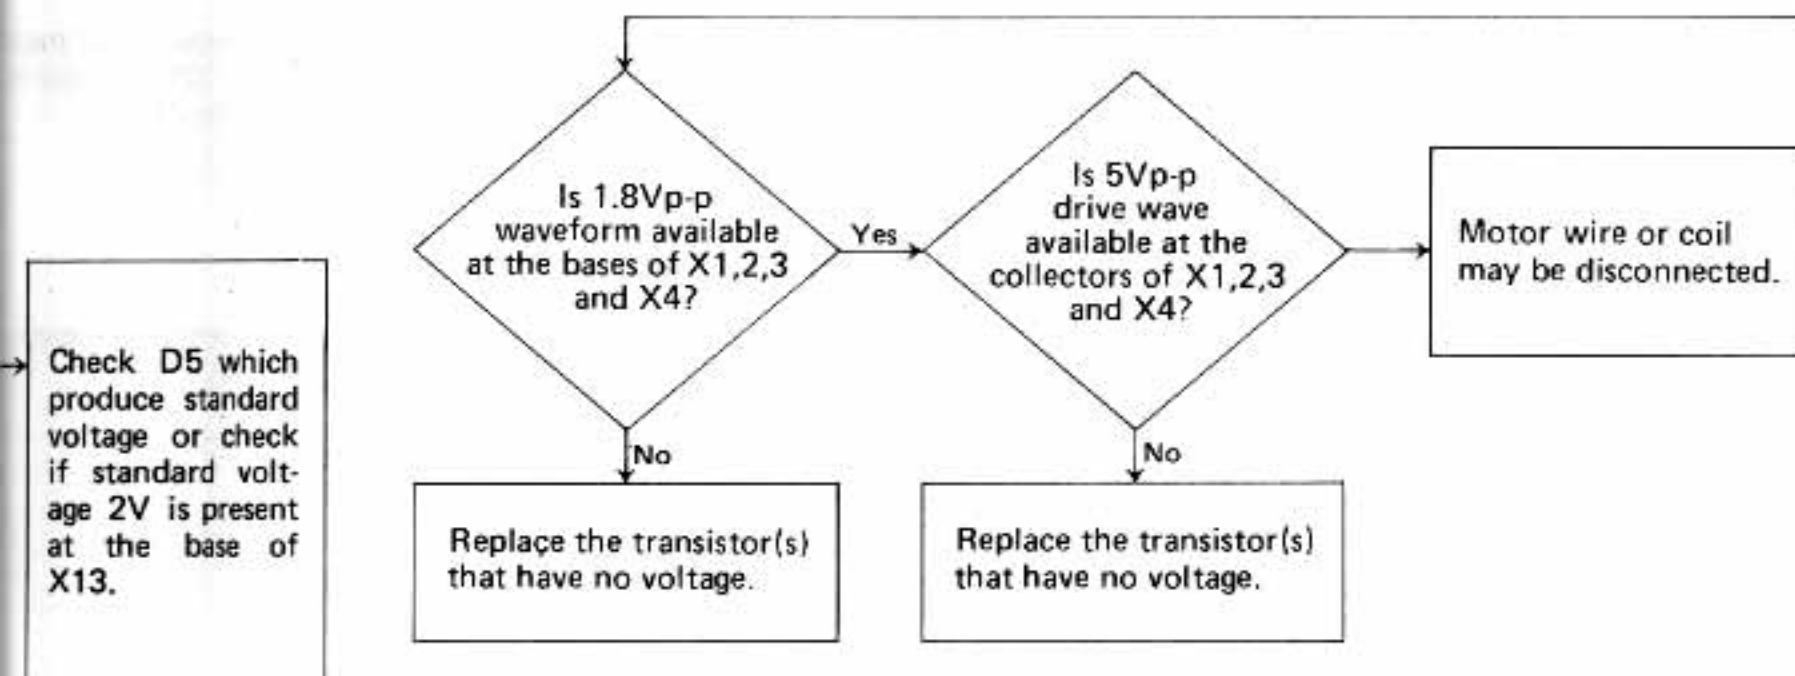 Check D5 which
produce standard
voltage or check
if standard volt-
age 2V is present
at the base of
X13.
Is 1.8Vp-p
waveform available
at the bases of X1,2,3
and X4?
Yes
No
Replace the transistor(s)
that have no voltage.
Is 5Vp-p
drive wave
available at the
collectors of X1,2,3
and X4?
No
Replace the transistor(s)
that have no voltage.
Motor wire or coil
may be disconnected.